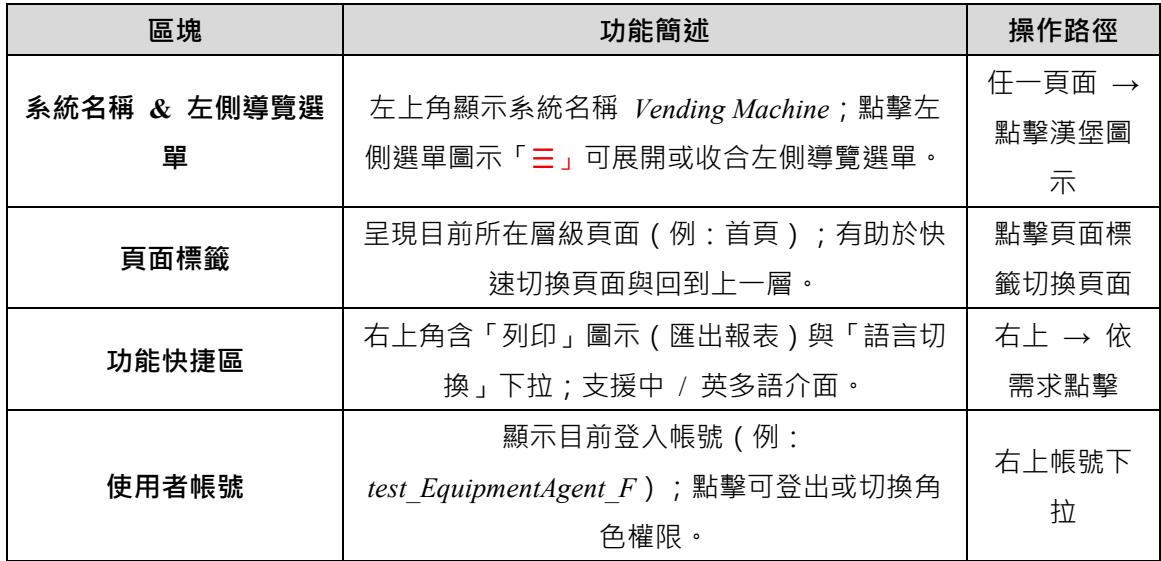 區塊 功能簡述 操作路徑
系統名稱 & 左側導覽選
單
左上角顯示系統名稱 Vending Machine；點擊左
側選單圖示「☰」可展開或收合左側導覽選單。
任一頁面 →
點擊漢堡圖
示
頁面標籤
呈現目前所在層級頁面（例：首頁）；有助於快
速切換頁面與回到上一層。
點擊頁面標
籤切換頁面
功能快捷區
右上角含「列印」圖示（匯出報表）與「語言切
換」下拉；支援中 / 英多語介面。
右上 → 依
需求點擊
使用者帳號
顯示目前登入帳號（例：
test_EquipmentAgent_F）；點擊可登出或切換角
色權限。
右上帳號下
拉